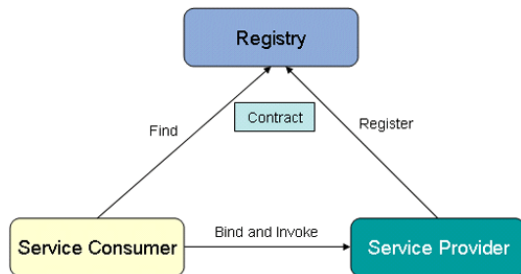 Registry
Contract
Find
Register
Bind and Invoke
Service Consumer
Service Provider